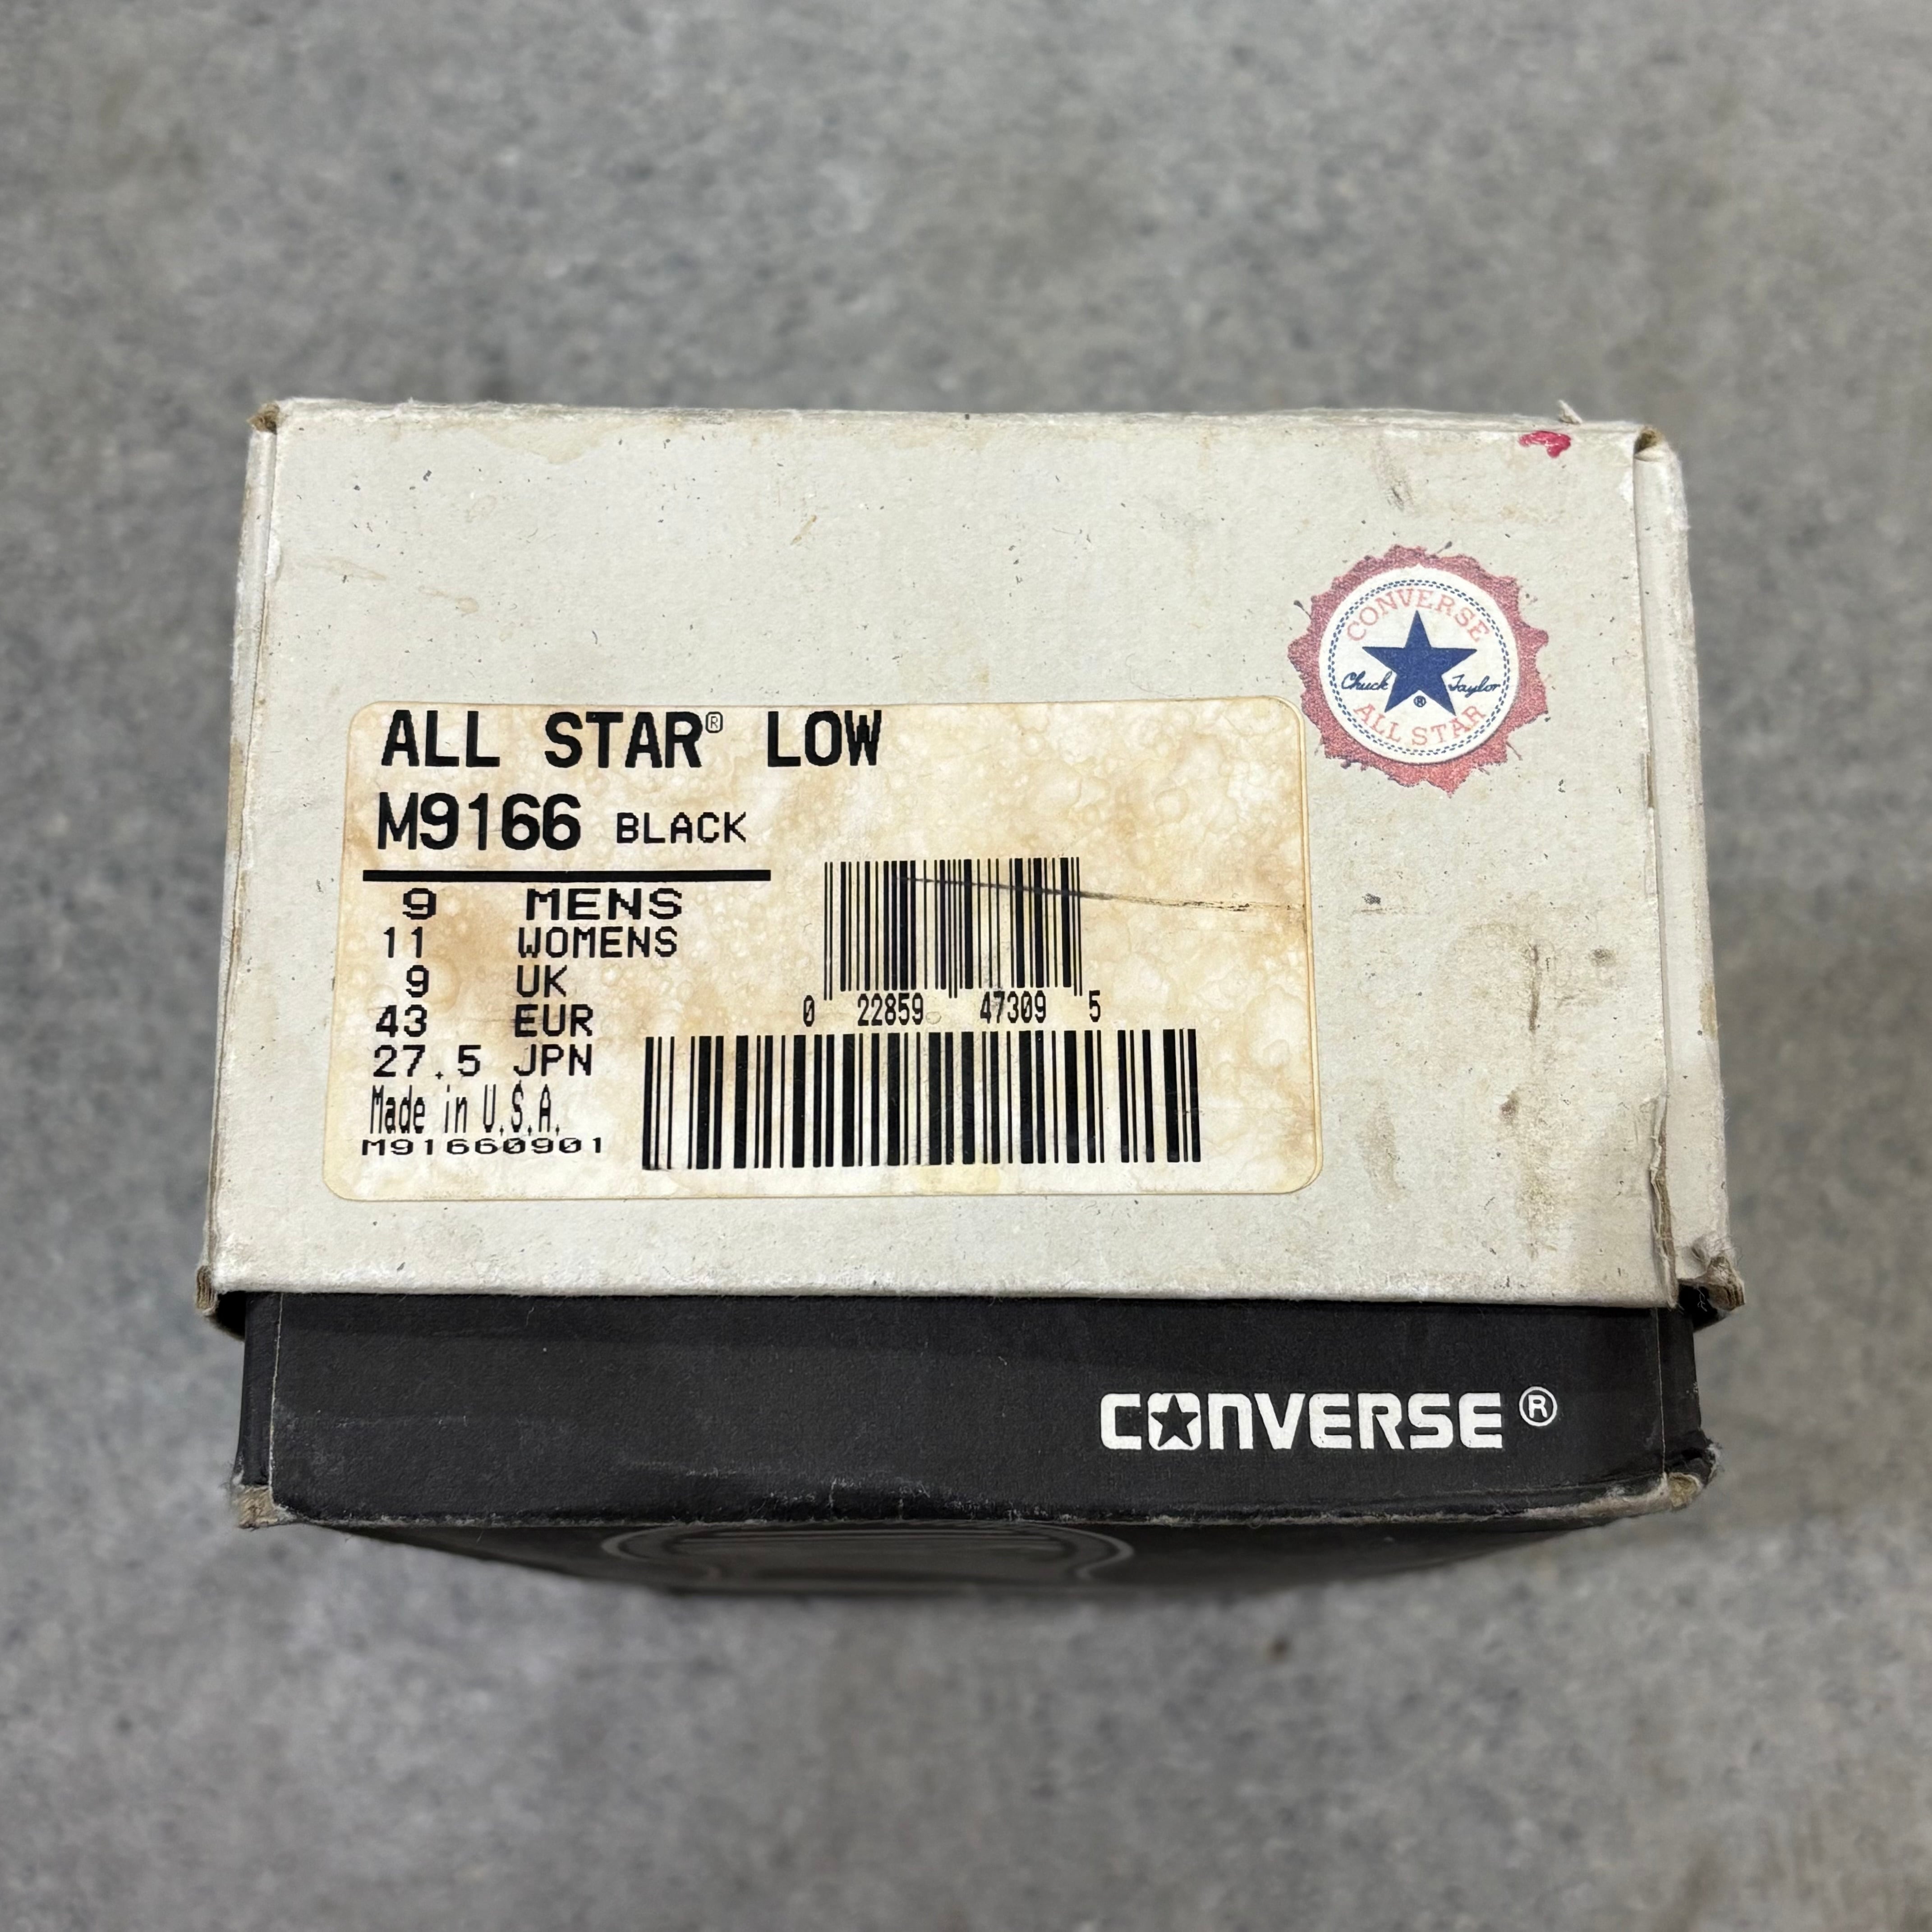 CONVERSE
Chuck Taylor
®
ALL STAR
ALL STAR® LOW
M9166 BLACK
9 MENS
11 WOMENS
9 UK
43 EUR
27.5 JPN
Made in U.S.A.
M91660901
0 22859 47309 5
CONVERSE®